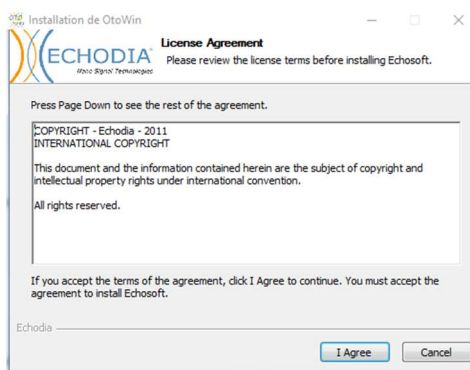 Installation de OtoWin
ECHODIA
Nano Signal Technologies
License Agreement
Please review the license terms before installing Echosoft.
Press Page Down to see the rest of the agreement.
COPYRIGHT - Echodia - 2011
INTERNATIONAL COPYRIGHT
This document and the information contained herein are the subject of copyright and
intellectual property rights under international convention.
All rights reserved.
If you accept the terms of the agreement, click I Agree to continue. You must accept the
agreement to install Echosoft.
Echodia
I Agree
Cancel